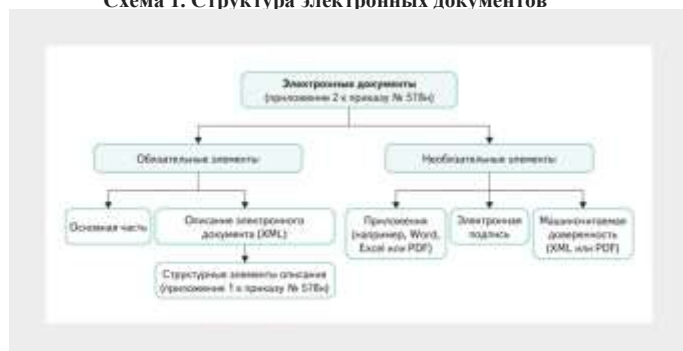 Схема 1. Структура электронных документов
Электронные документы
(приложение 2 к приказу № 578н)
Обязательные элементы
Необязательные элементы
Основная часть
Описание электронного
документа (XML)
Приложения
(например, Word,
Excel или PDF)
Электронная
подпись
Машиночитаемая
доверенность
(XML или PDF)
Структурные элементы описания
(приложение 1 к приказу № 578н)